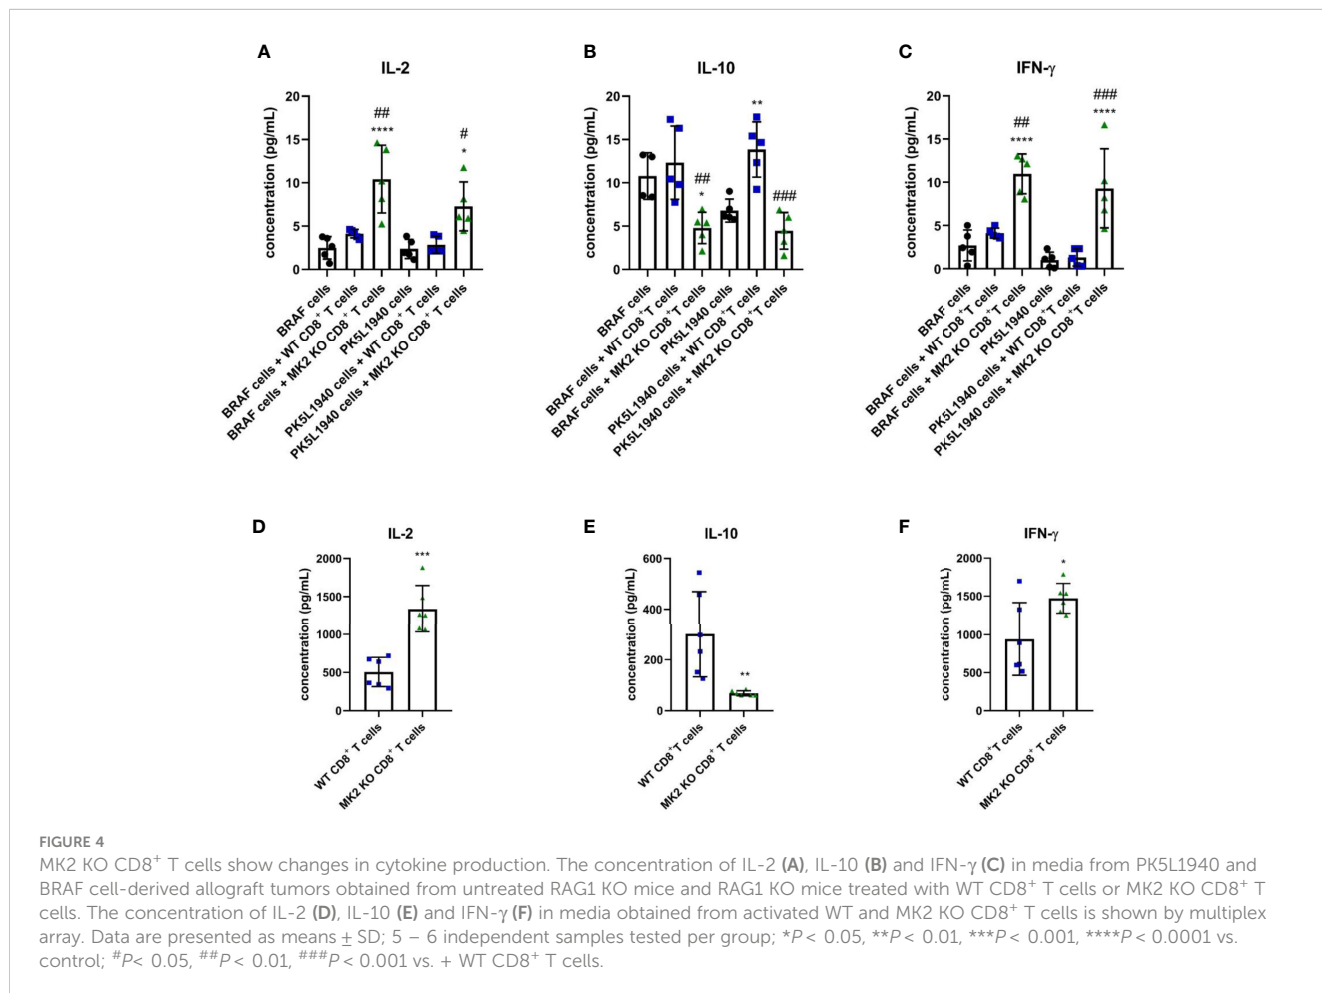 A
IL-2
concentration (pg/mL)
20
15
10
5
0
##
****
#
*
BRAF cells
BRAF cells + WT CD8⁺ T cells
BRAF cells + MK2 KO CD8⁺ T cells
PK5L1940 cells
PK5L1940 cells + WT CD8⁺ T cells
PK5L1940 cells + MK2 KO CD8⁺ T cells
B
IL-10
concentration (pg/mL)
20
15
10
5
0
##
*
**
###
BRAF cells
BRAF cells + WT CD8⁺ T cells
BRAF cells + MK2 KO CD8⁺ T cells
PK5L1940 cells
PK5L1940 cells + WT CD8⁺ T cells
PK5L1940 cells + MK2 KO CD8⁺ T cells
C
IFN-γ
concentration (pg/mL)
20
15
10
5
0
##
****
###
****
BRAF cells
BRAF cells + WT CD8⁺ T cells
BRAF cells + MK2 KO CD8⁺ T cells
PK5L1940 cells
PK5L1940 cells + WT CD8⁺ T cells
PK5L1940 cells + MK2 KO CD8⁺ T cells
D
IL-2
concentration (pg/mL)
2000
1500
1000
500
0
***
WT CD8⁺ T cells
MK2 KO CD8⁺ T cells
E
IL-10
concentration (pg/mL)
600
400
200
0
**
WT CD8⁺T cells
MK2 KO CD8⁺ T cells
F
IFN-γ
concentration (pg/mL)
2000
1500
1000
500
0
*
WT CD8⁺ T cells
MK2 KO CD8⁺ T cells
FIGURE 4
MK2 KO CD8⁺ T cells show changes in cytokine production. The concentration of IL-2 (A), IL-10 (B) and IFN-γ (C) in media from PK5L1940 and
BRAF cell-derived allograft tumors obtained from untreated RAG1 KO mice and RAG1 KO mice treated with WT CD8⁺ T cells or MK2 KO CD8⁺ T
cells. The concentration of IL-2 (D), IL-10 (E) and IFN-γ (F) in media obtained from activated WT and MK2 KO CD8⁺ T cells is shown by multiplex
array. Data are presented as means ± SD; 5 – 6 independent samples tested per group; *P < 0.05, **P < 0.01, ***P < 0.001, ****P < 0.0001 vs.
control; #P< 0.05, ##P < 0.01, ###P < 0.001 vs. + WT CD8⁺ T cells.